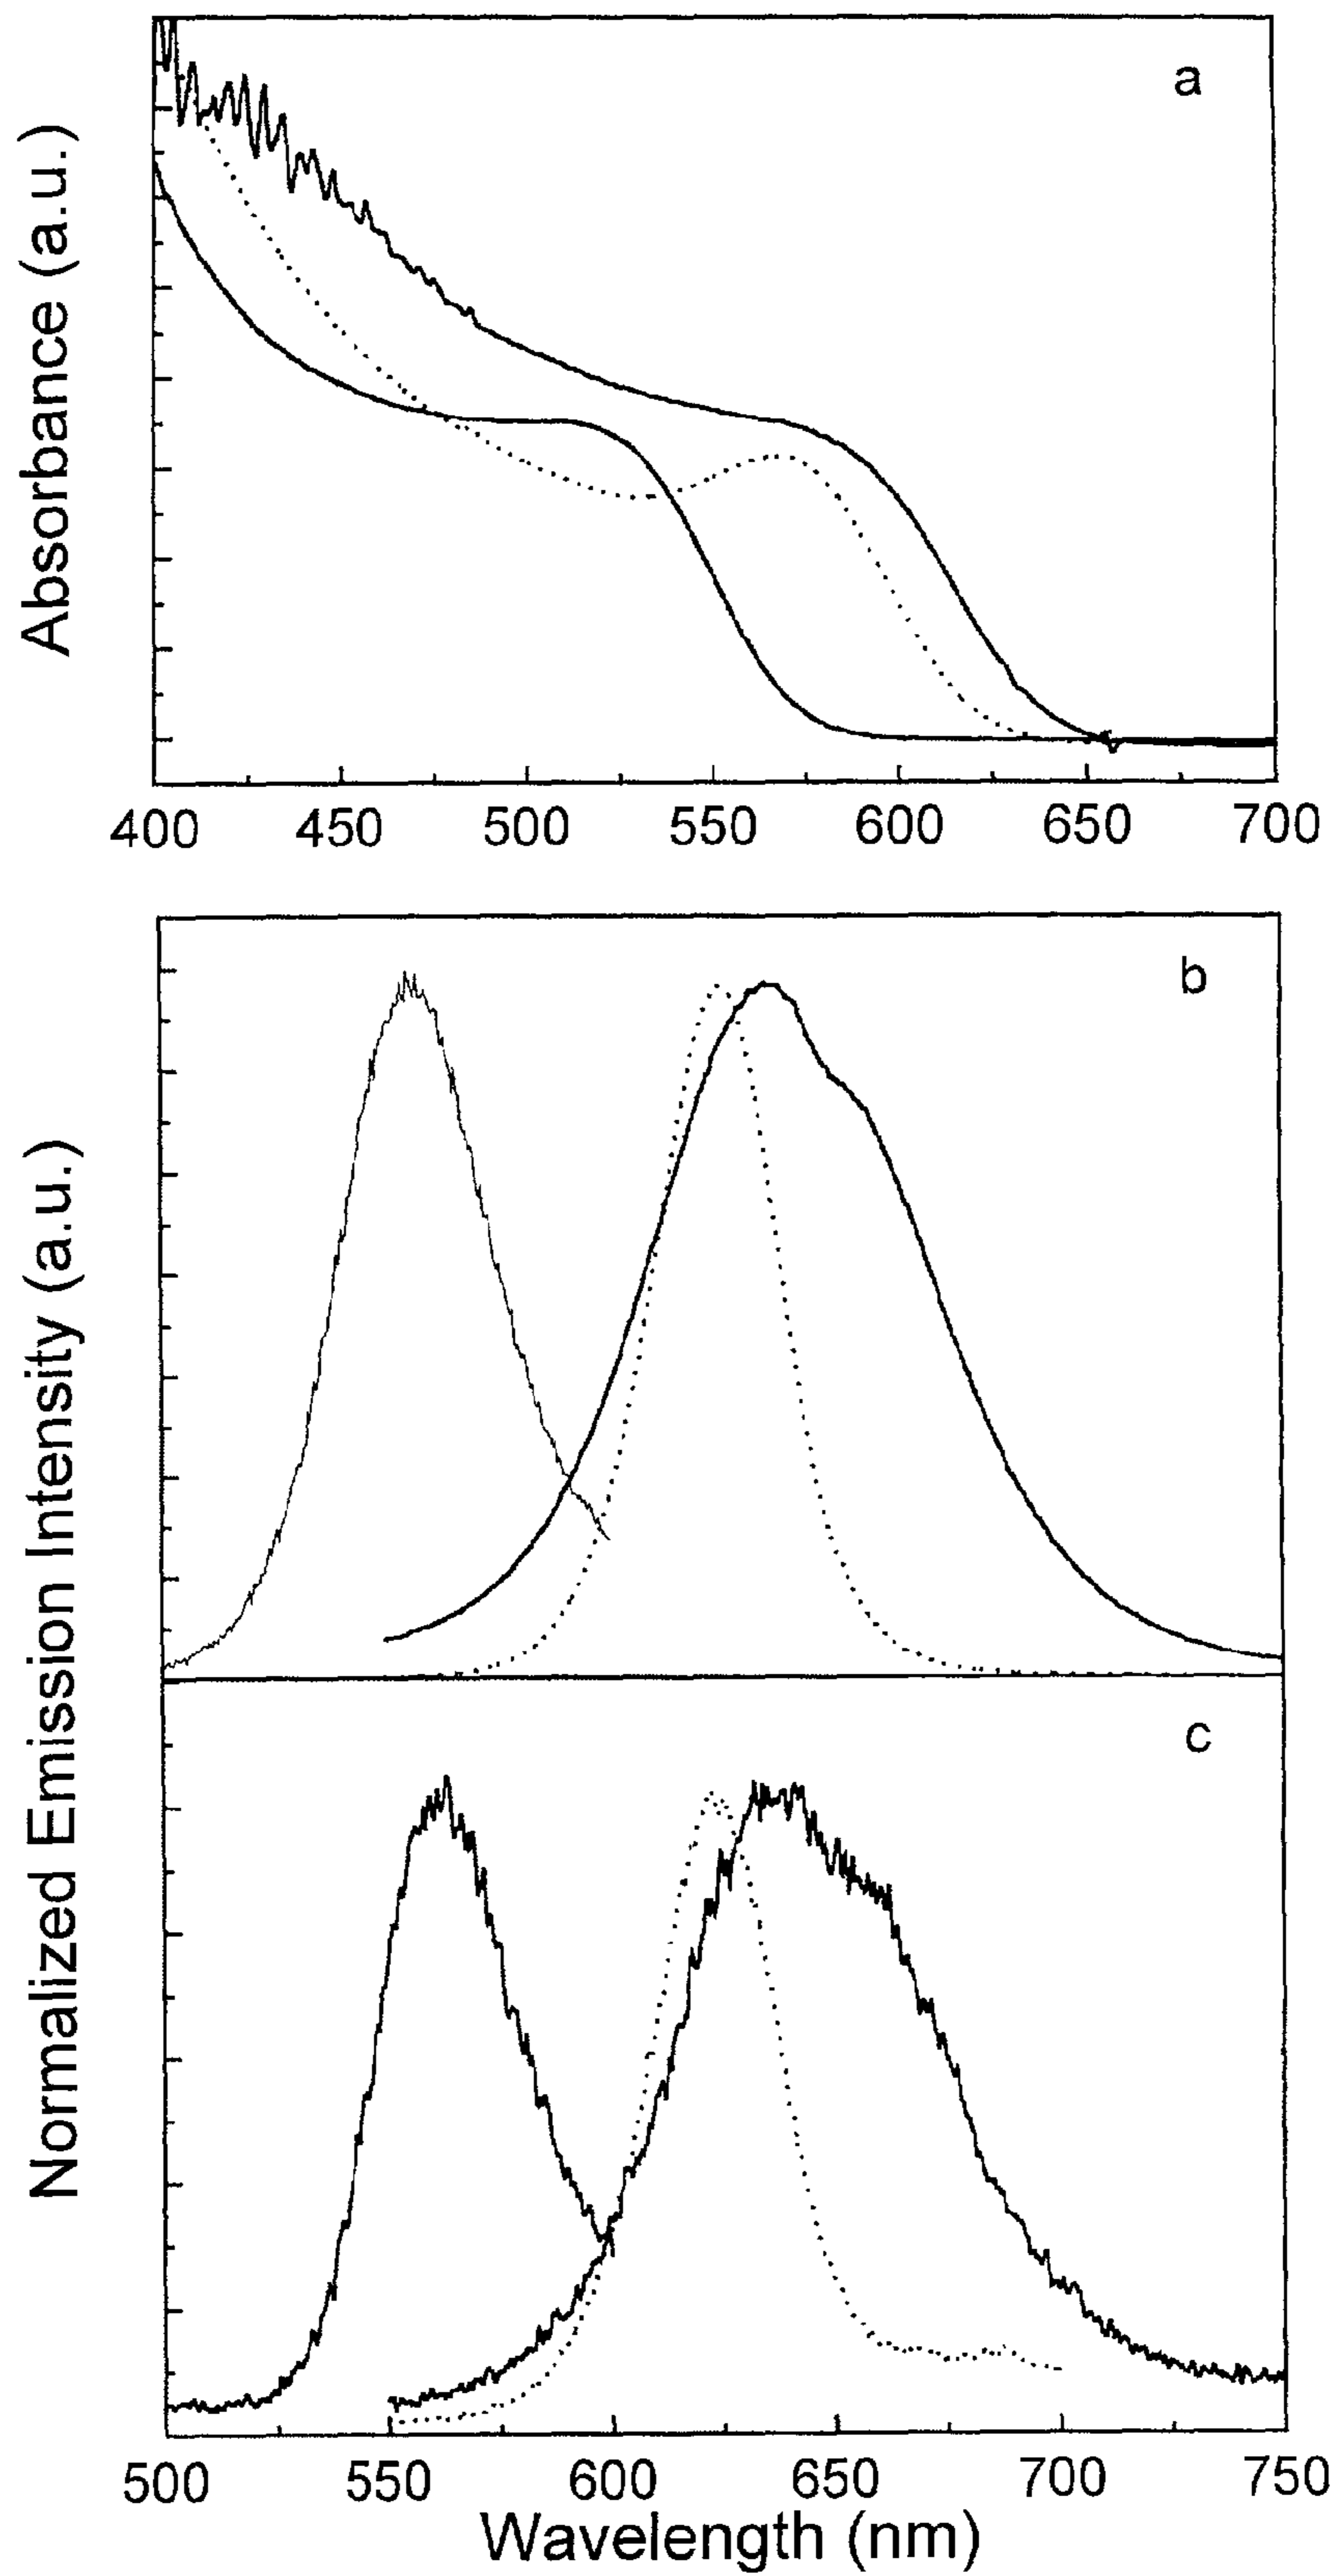 a
Absorbance (a.u.)
400 450 500 550 600 650 700
b
Normalized Emission Intensity (a.u.)
c
500 550 600 650 700 750
Wavelength (nm)